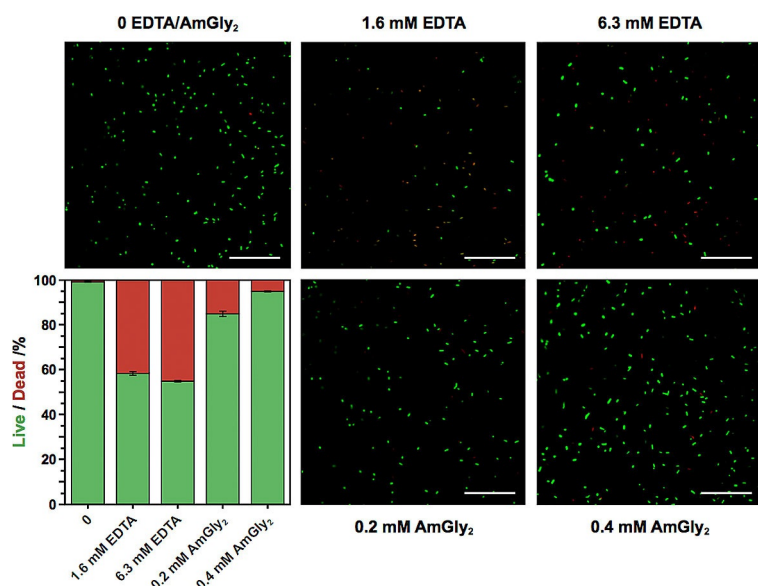 0 EDTA/AmGly₂
1.6 mM EDTA
6.3 mM EDTA
Live / Dead /%
100
80
60
40
20
0
0
1.6 mM EDTA
6.3 mM EDTA
0.2 mM AmGly₂
0.4 mM AmGly₂
0.2 mM AmGly₂
0.4 mM AmGly₂